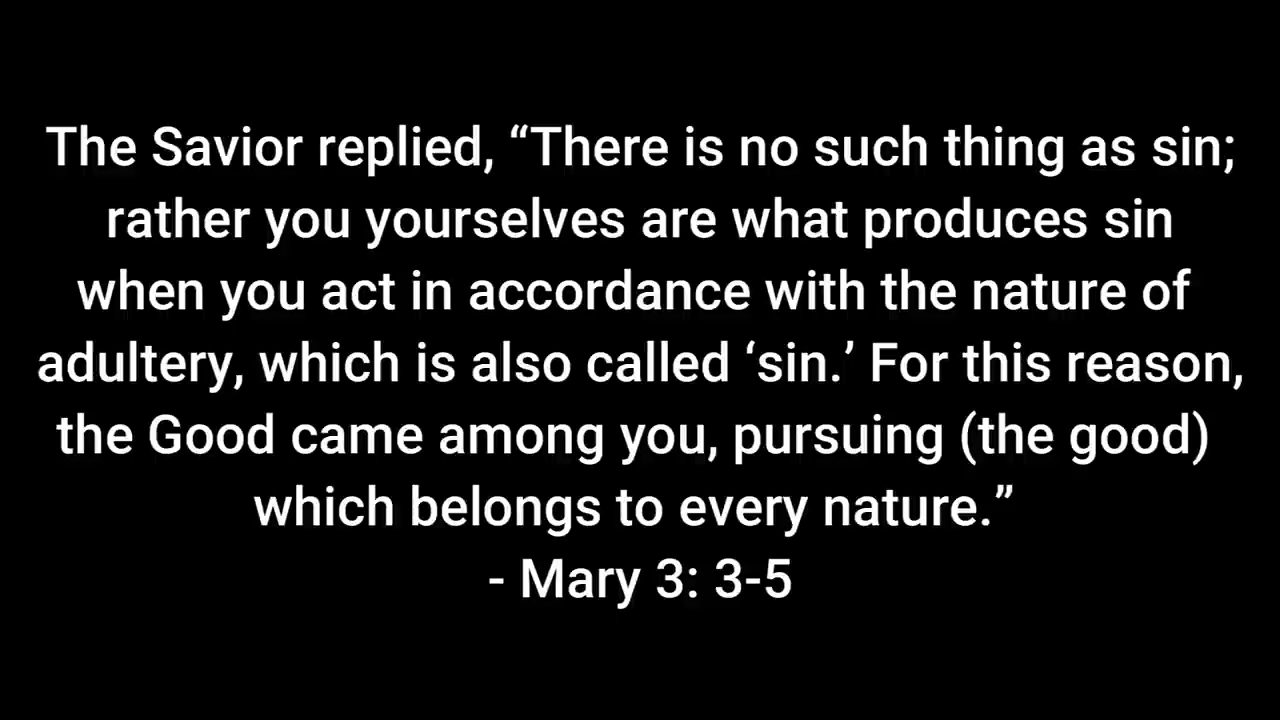 The Savior replied, “There is no such thing as sin;
rather you yourselves are what produces sin
when you act in accordance with the nature of
adultery, which is also called ‘sin.’ For this reason,
the Good came among you, pursuing (the good)
which belongs to every nature.”
- Mary 3: 3-5